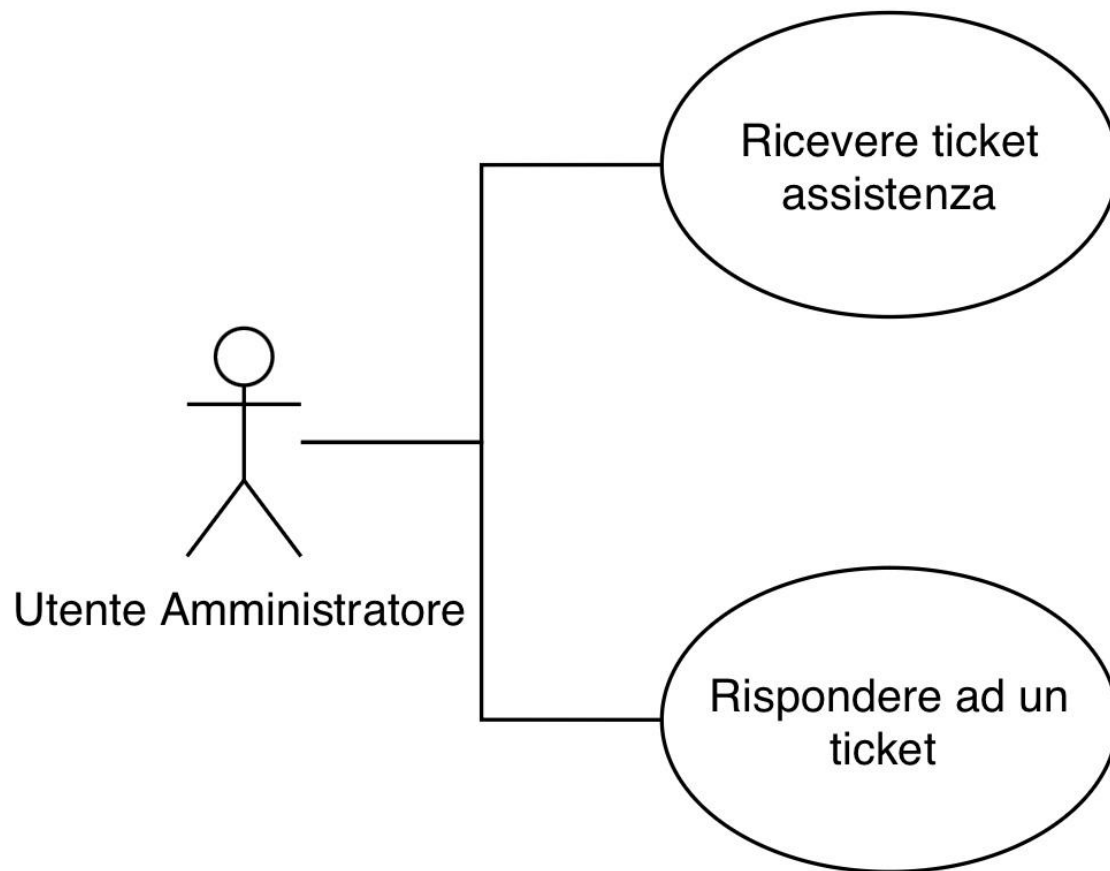 Ricevere ticket
assistenza
Utente Amministratore
Rispondere ad un
ticket